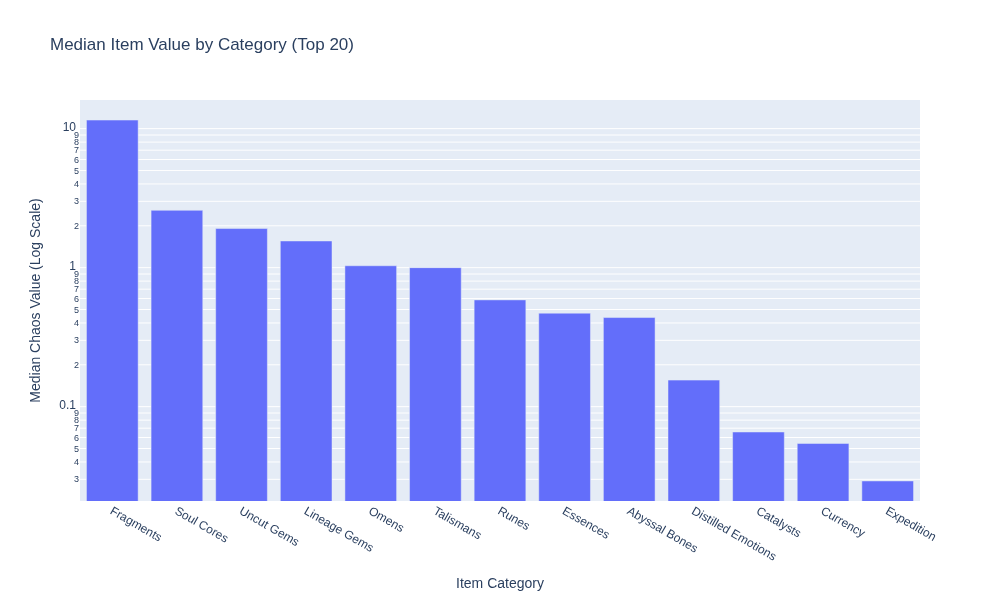 Median Item Value by Category (Top 20)
Median Chaos Value (Log Scale)
10
9
8
7
6
5
4
3
2
1
9
8
7
6
5
4
3
2
0.1
9
8
7
6
5
4
3
Fragments
Soul Cores
Uncut Gems
Lineage Gems
Omens
Talismans
Runes
Essences
Abyssal Bones
Distilled Emotions
Catalysts
Currency
Expedition
Item Category